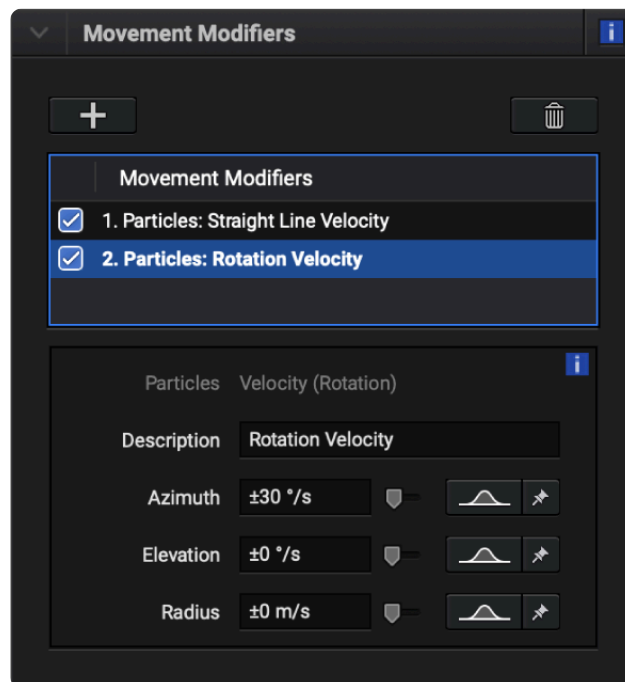 Movement Modifiers
i
Movement Modifiers
1. Particles: Straight Line Velocity
2. Particles: Rotation Velocity
i
Particles Velocity (Rotation)
Description Rotation Velocity
Azimuth ±30 °/s
Elevation ±0 °/s
Radius ±0 m/s